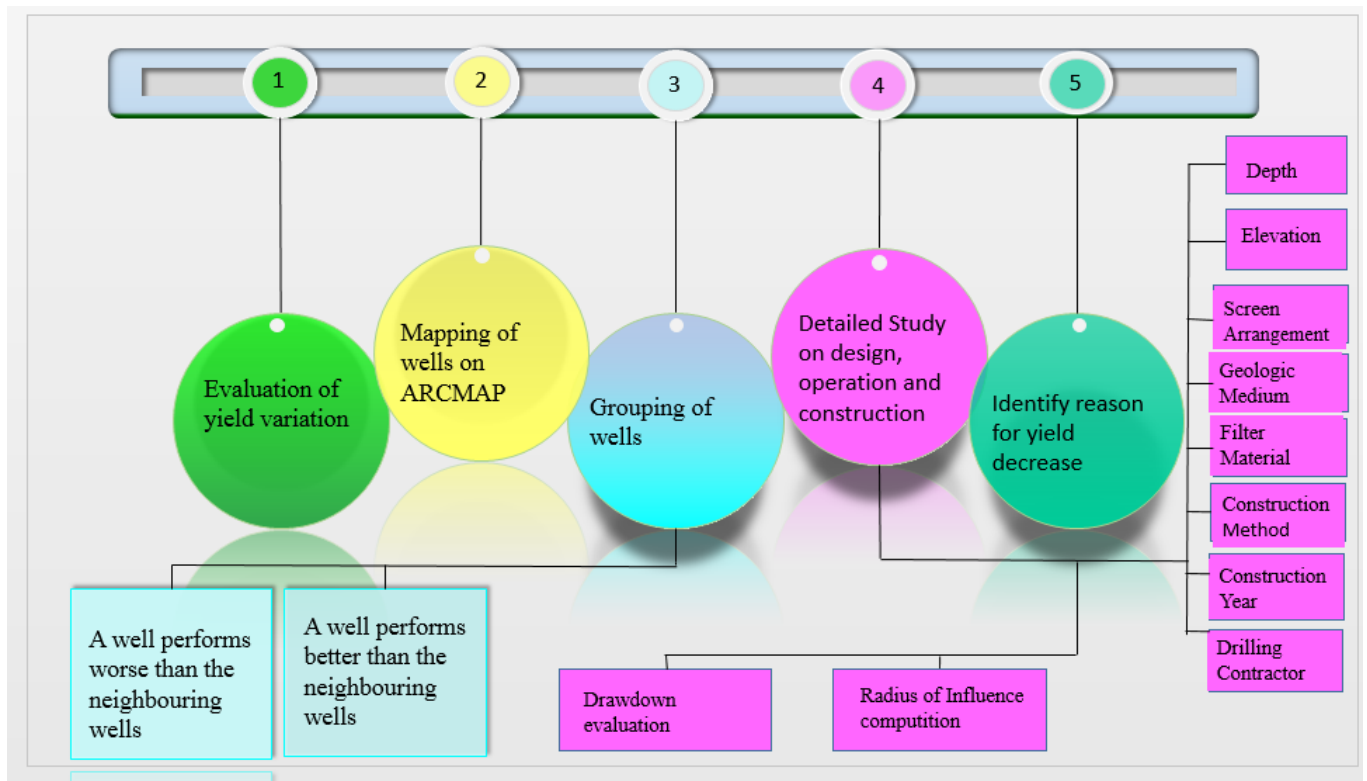 1
2
3
4
5
Evaluation of
yield variation
Mapping of
wells on
ARCMAP
Grouping of
wells
Detailed Study
on design,
operation and
construction
Identify reason
for yield
decrease
Depth
Elevation
Screen
Arrangement
Geologic
Medium
Filter
Material
Construction
Method
Construction
Year
Drilling
Contractor
A well performs
worse than the
neighbouring
wells
A well performs
better than the
neighbouring
wells
Drawdown
evaluation
Radius of Influence
computition